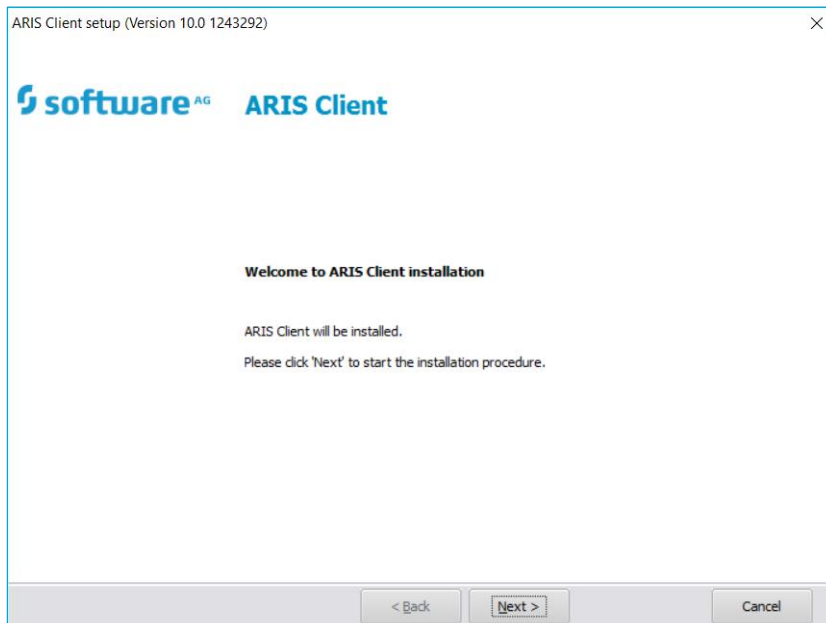 ARIS Client setup (Version 10.0 1243292)
software AG ARIS Client
Welcome to ARIS Client installation
ARIS Client will be installed.
Please click 'Next' to start the installation procedure.
< Back Next > Cancel